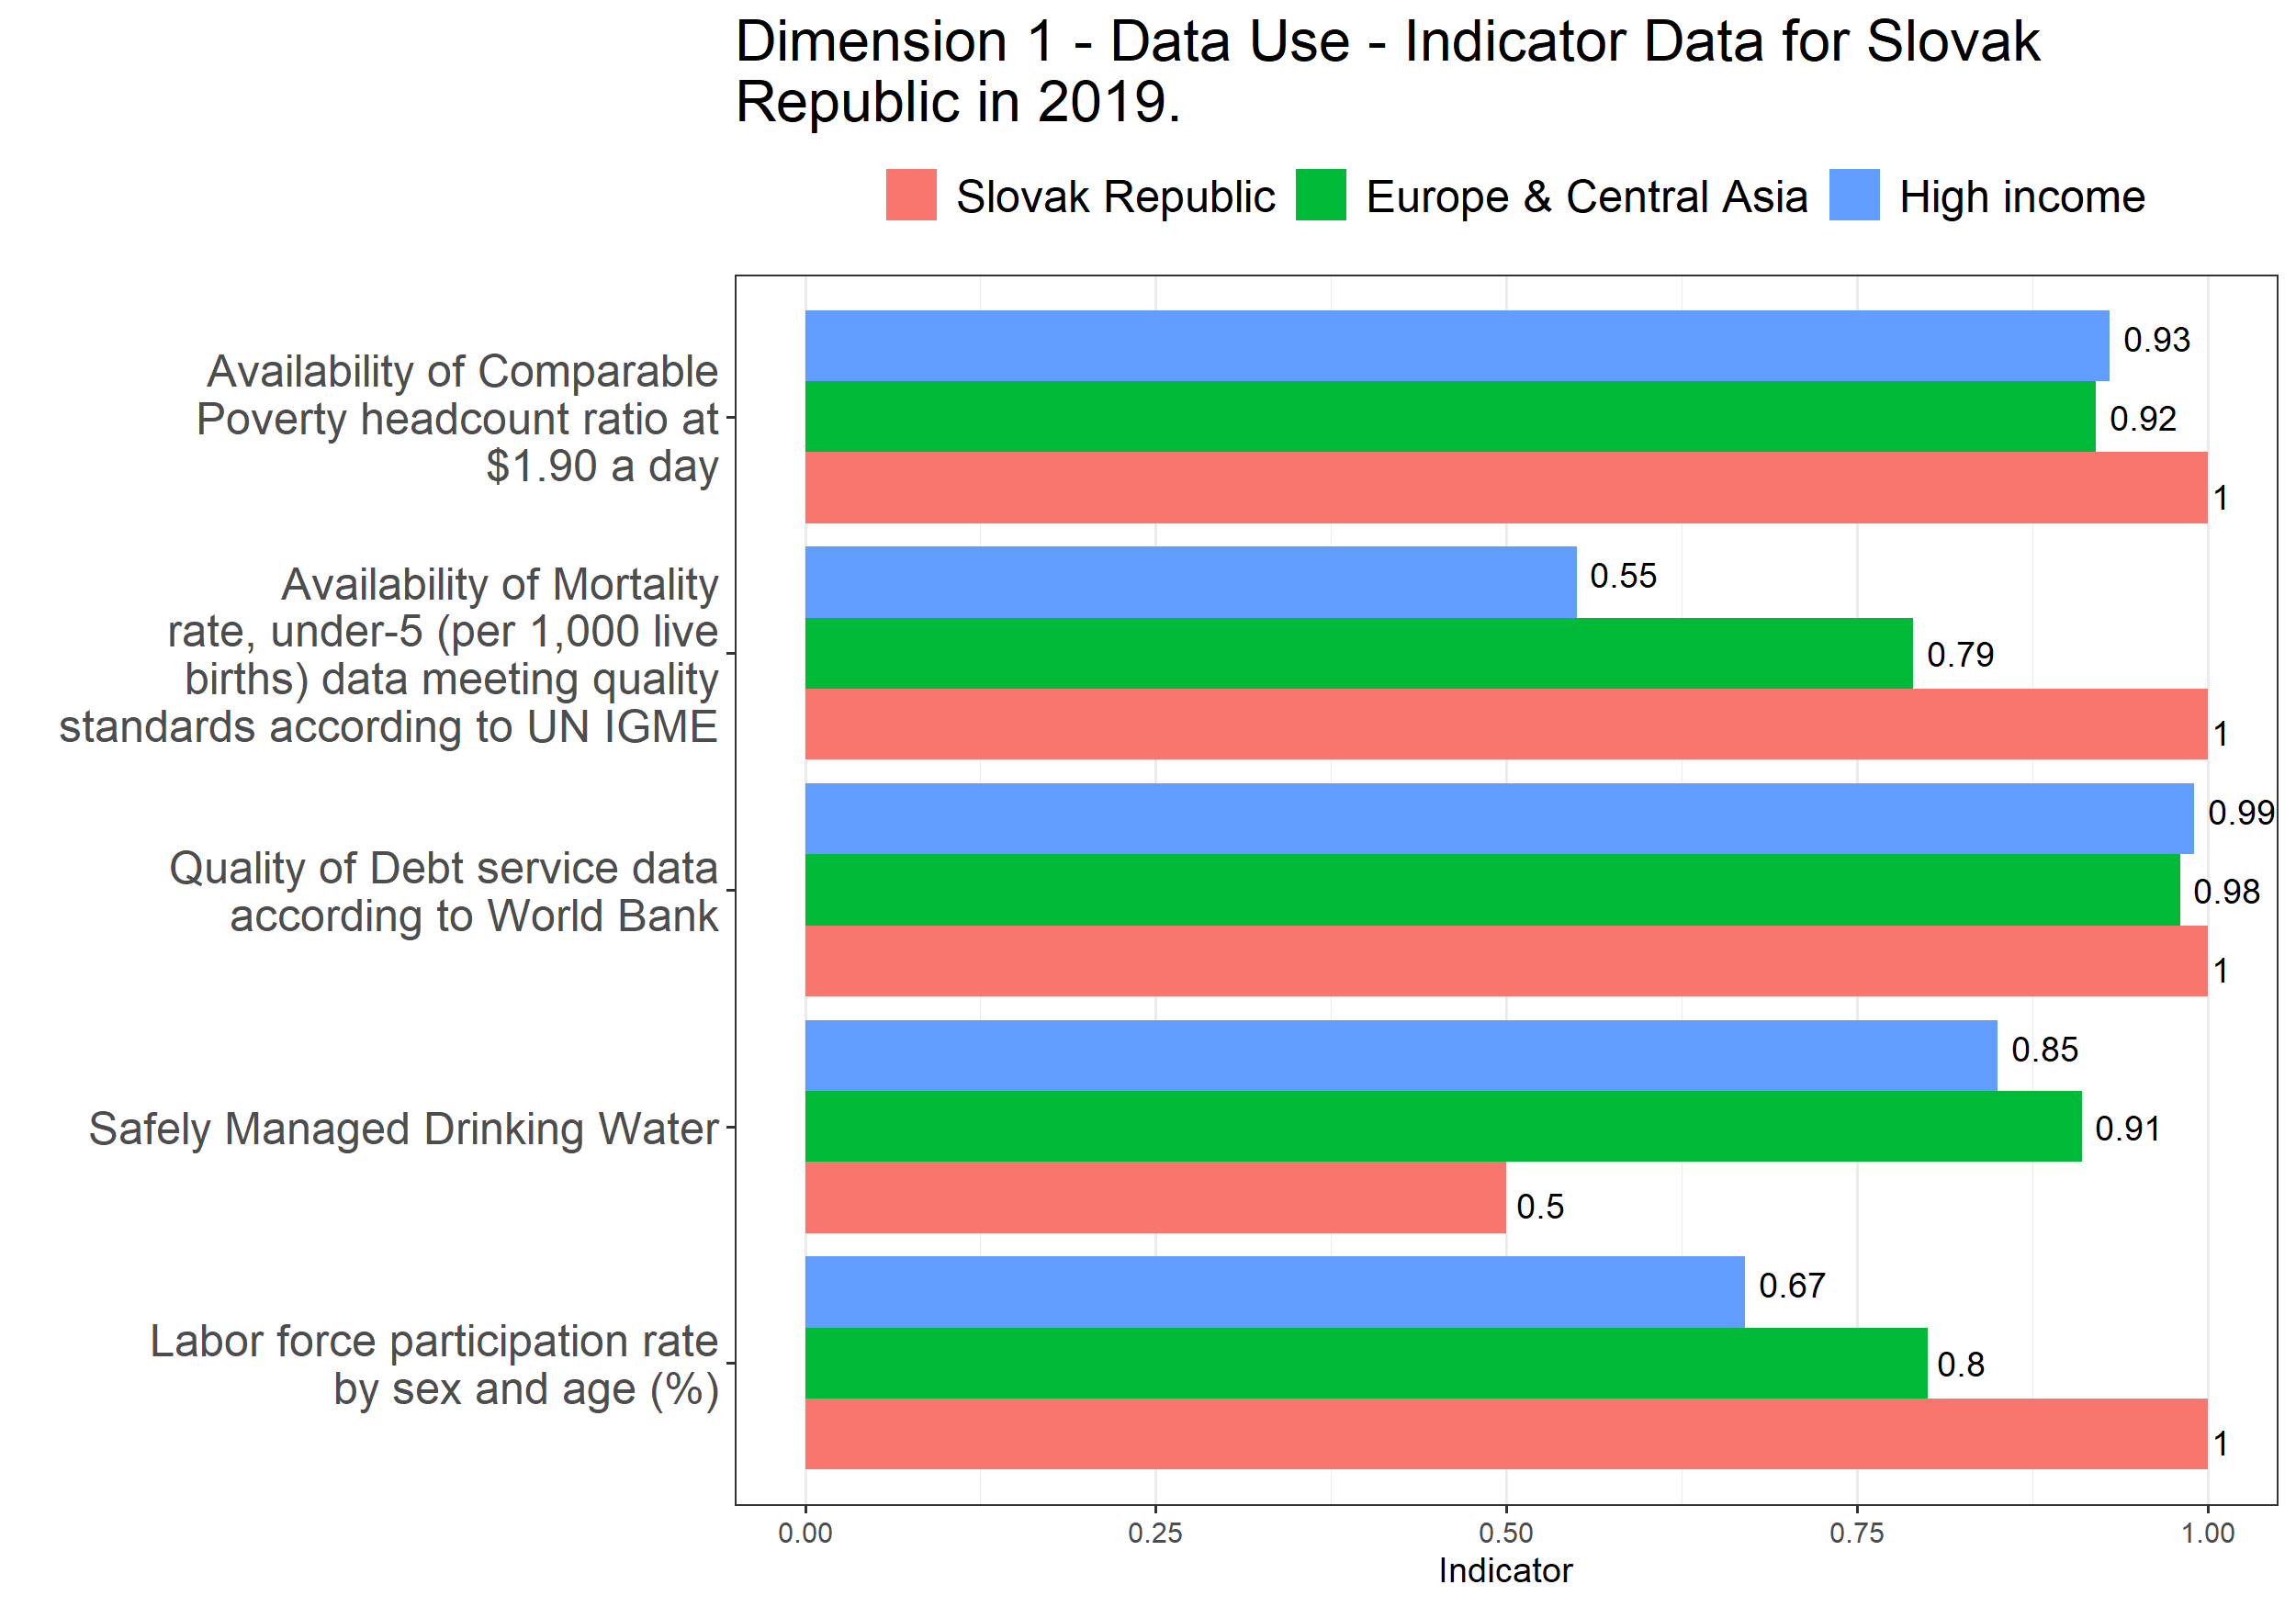 Dimension 1 - Data Use - Indicator Data for Slovak
Republic in 2019.
Slovak Republic Europe & Central Asia High income
Availability of Comparable
Poverty headcount ratio at
$1.90 a day
0.93
0.92
1
Availability of Mortality
rate, under-5 (per 1,000 live
births) data meeting quality
standards according to UN IGME
0.55
0.79
1
Quality of Debt service data
according to World Bank
0.99
0.98
1
Safely Managed Drinking Water
0.85
0.91
0.5
Labor force participation rate
by sex and age (%)
0.67
0.8
1
0.00 0.25 0.50 0.75 1.00
Indicator